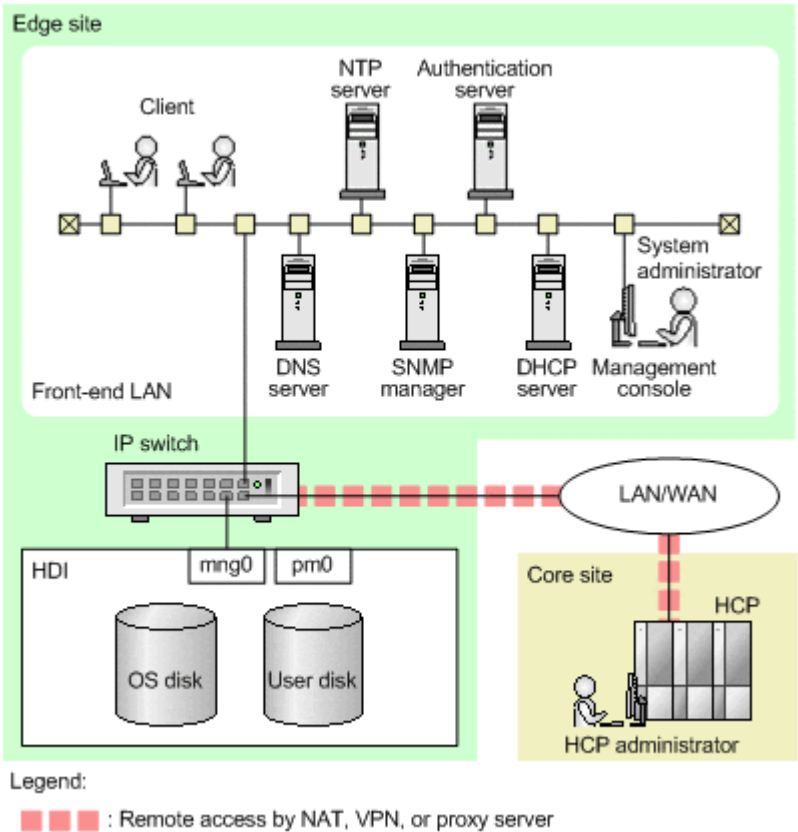 Edge site
NTP
server
Authentication
server
Client
System
administrator
DNS
server
SNMP
manager
DHCP
server
Management
console
Front-end LAN
IP switch
LAN/WAN
HDI
mng0
pm0
OS disk
User disk
Core site
HCP
HCP administrator
Legend:
: Remote access by NAT, VPN, or proxy server